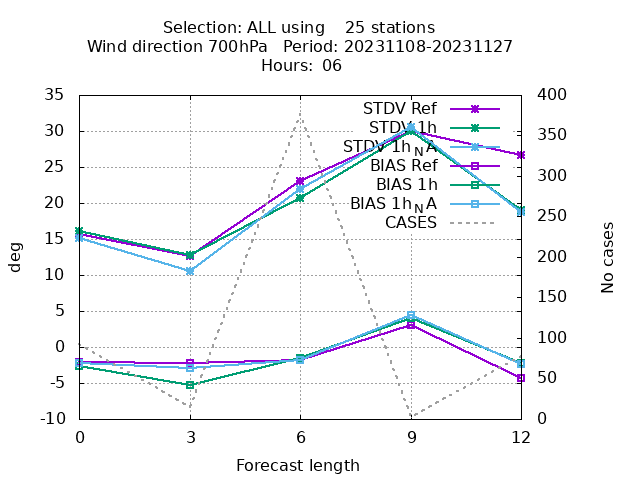 Selection: ALL using    25 stations
Wind direction 700hPa   Period: 20231108-20231127
Hours: 06
35
30
25
20
15
10
5
0
-5
-10
deg
400
350
300
250
200
150
100
50
0
No cases
STDV Ref
STDV 1h
STDV 1h_NA
BIAS Ref
BIAS 1h
BIAS 1h_NA
CASES
0 3 6 9 12
Forecast length